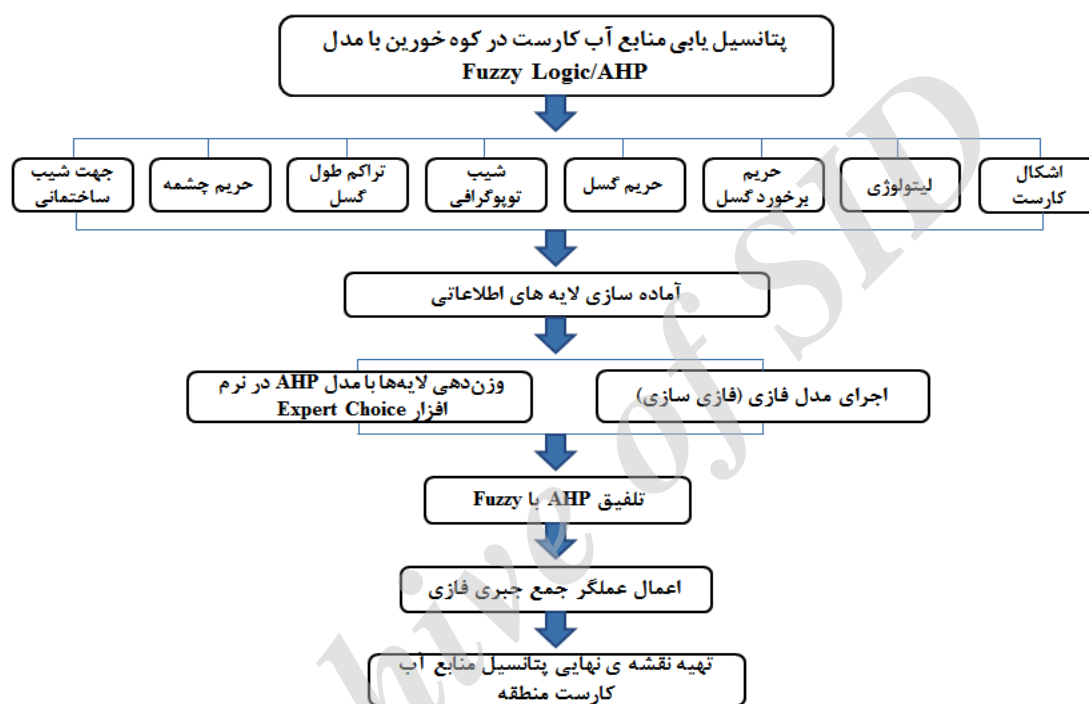 پتانسیل یابی منابع آب کارست در کوه خورین با مدل
Fuzzy Logic/AHP
اشکال
کارست
لیتولوژی
حریم
برخورد گسل
حریم گسل
شیب
توپوگرافی
تراکم طول
گسل
حریم چشمه
جهت شیب
ساختمانی
آماده سازی لایه های اطلاعاتی
اجرای مدل فازی (فازی سازی)
وزن‌دهی لایه‌ها با مدل AHP در نرم
افزار Expert Choice
تلفیق AHP با Fuzzy
اعمال عملگر جمع جبری فازی
تهیه نقشه ی نهایی پتانسیل منابع آب
کارست منطقه
hive of SID